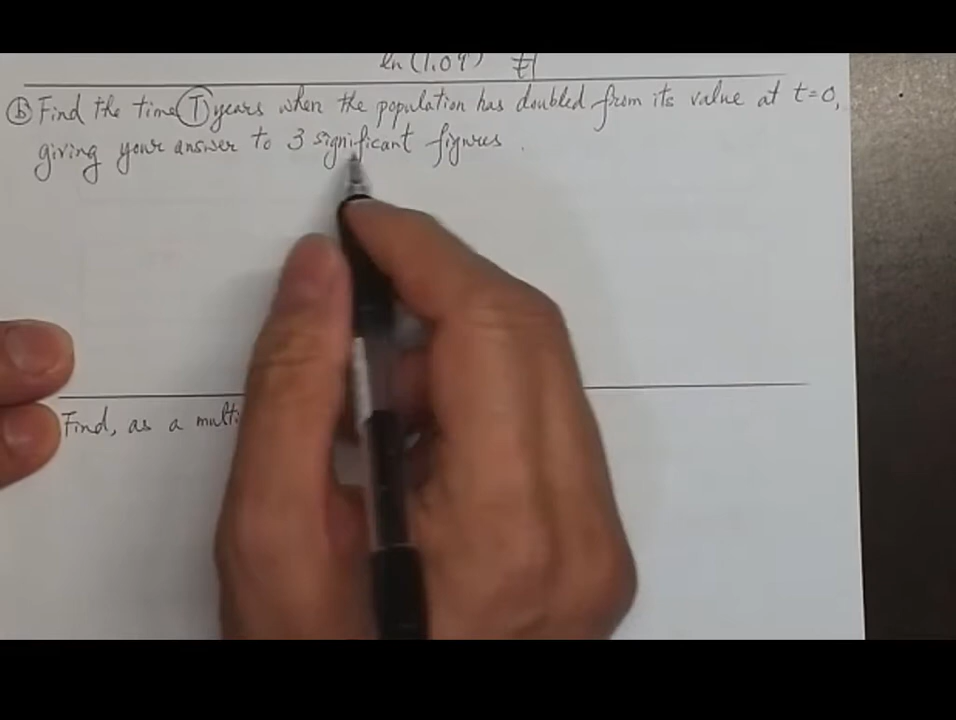 ln (1.09) t1
Ⓑ Find the time Ⓣ years when the population has doubled from its value at t=0,
giving your answer to 3 significant figures.
Find, as a multi